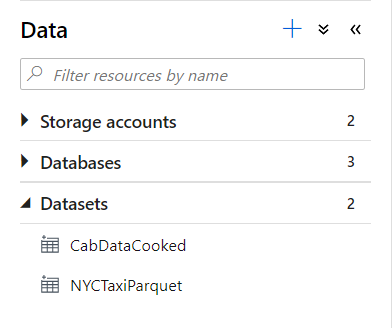 Data
Filter resources by name
Storage accounts 2
Databases 3
Datasets 2
CabDataCooked
NYCTaxiParquet